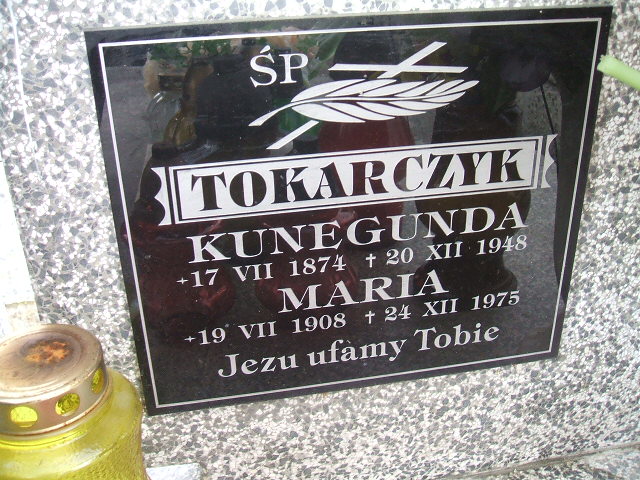 ŚP
TOKARCZYK
KUNEGUNDA
+17 VII 1874 † 20 XII 1948
MARIA
+19 VII 1908 † 24 XII 1975
Jezu ufamy Tobie